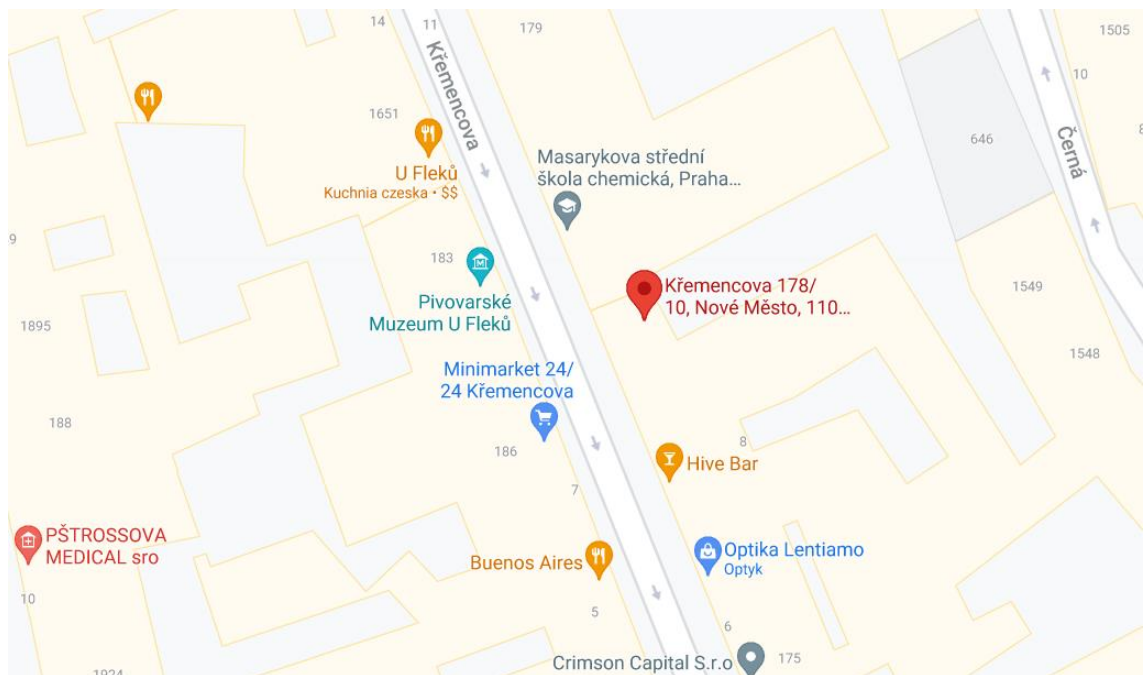 14
11
179
1505
Křemencova
10
1651
U Fleků
Kuchnia czeska • $$
Masarykova střední
škola chemická, Praha...
646
Černá
9
183
Pivovarské
Muzeum U Fleků
Křemencova 178/
10, Nové Město, 110...
1549
1895
1548
Minimarket 24/
24 Křemencova
188
186
8
Hive Bar
7
PŠTROSSOVA
MEDICAL sro
Buenos Aires
Optika Lentiamo
Optyk
10
5
6
Crimson Capital S.r.o
175